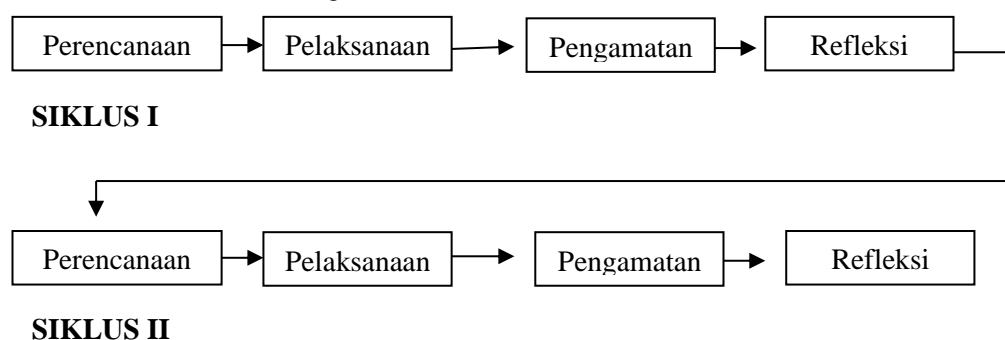 Perencanaan Pelaksanaan Pengamatan Refleksi
SIKLUS I
Perencanaan Pelaksanaan Pengamatan Refleksi
SIKLUS II